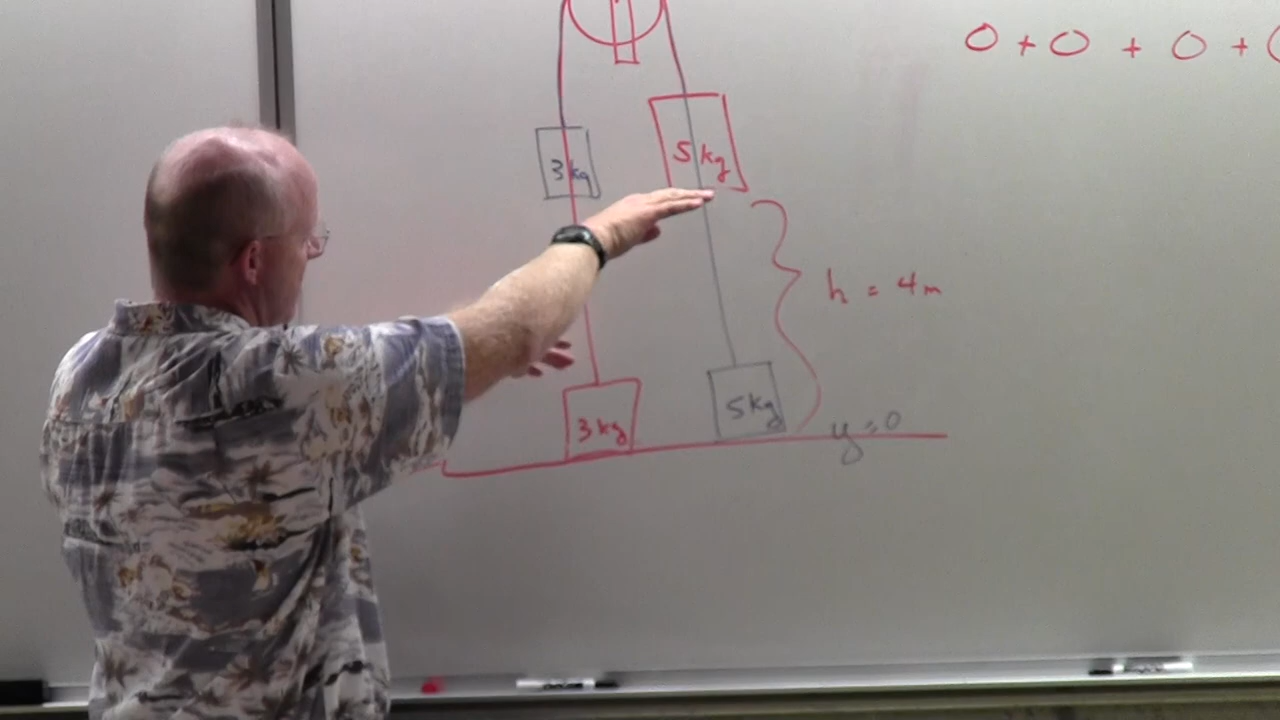 0 + 0 + 0 +
3 kg
5 kg
h = 4 m
3 kg
5 kg
y = 0